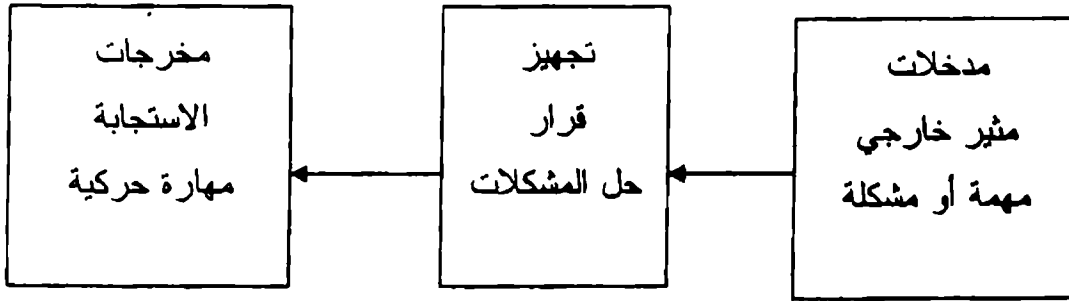 مدخلات
مثير خارجي
مهمة أو مشكلة
تجهيز
قرار
حل المشكلات
مخرجات
الاستجابة
مهارة حركية